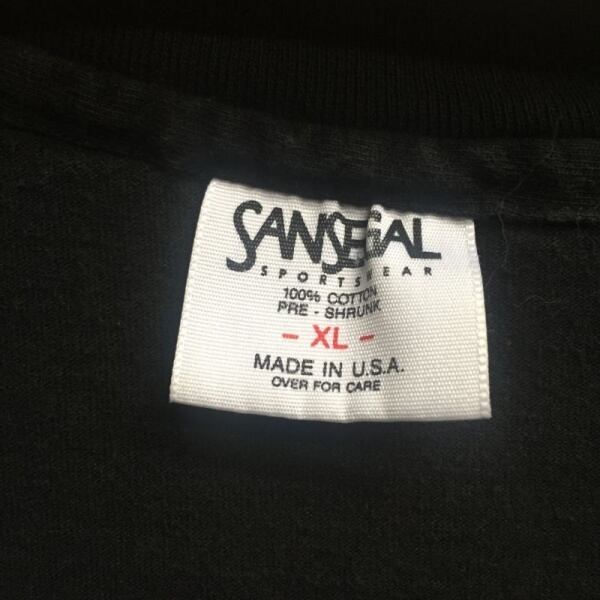 SANSEGAL
SPORTSWEAR
100% COTTON
PRE - SHRUNK
- XL -
MADE IN U.S.A.
OVER FOR CARE